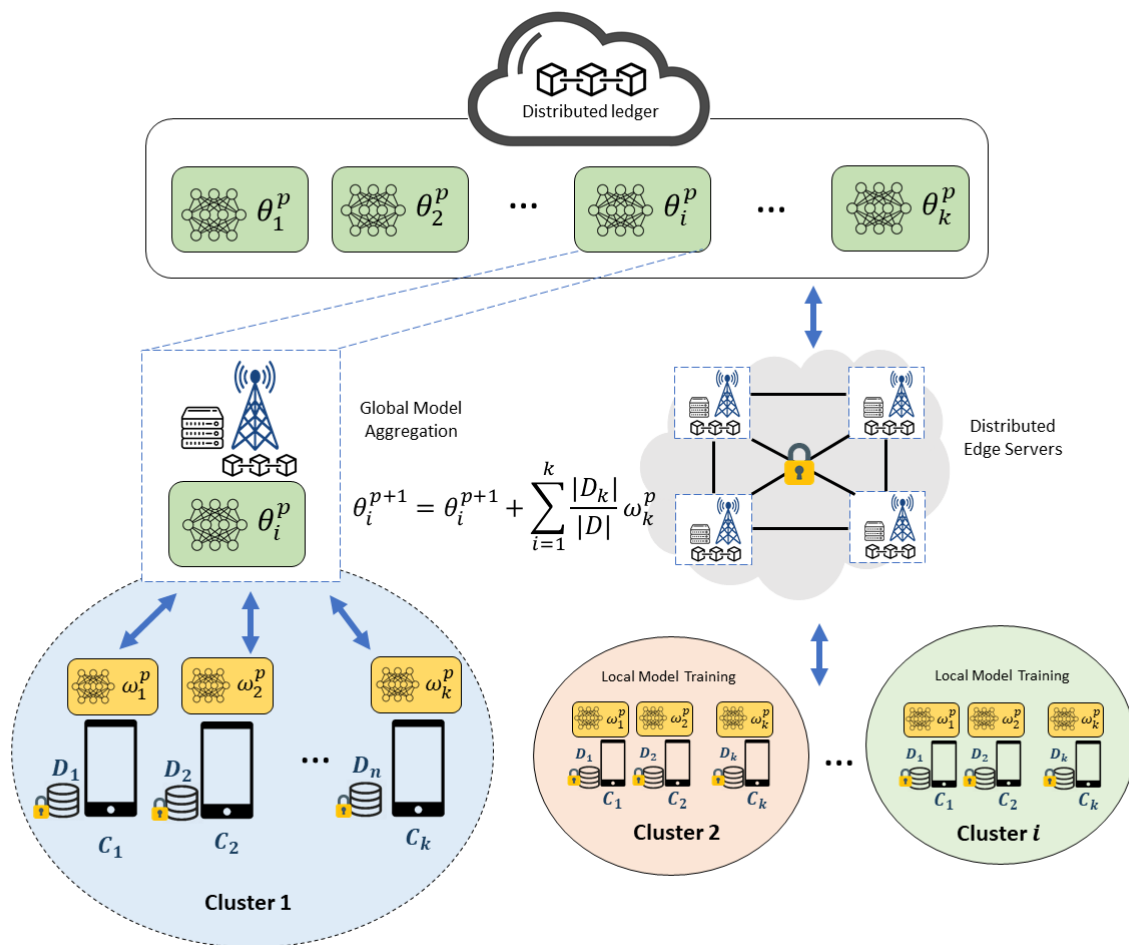 Distributed ledger
θ_1^p θ_2^p ... θ_i^p ... θ_k^p
Global Model
Aggregation
θ_i^p
θ_i^{p+1} = θ_i^{p+1} + \sum_{i=1}^{k} \frac{|D_k|}{|D|} ω_k^p
Distributed
Edge Servers
ω_1^p ω_2^p ω_k^p
D_1 D_2 ... D_n
C_1 C_2 C_k
Cluster 1
Local Model Training
ω_1^p ω_2^p ω_k^p
D_1 D_2 D_k
C_1 C_2 C_k
Cluster 2
...
Local Model Training
ω_1^p ω_2^p ω_k^p
D_1 D_2 D_k
C_1 C_2 C_k
Cluster i